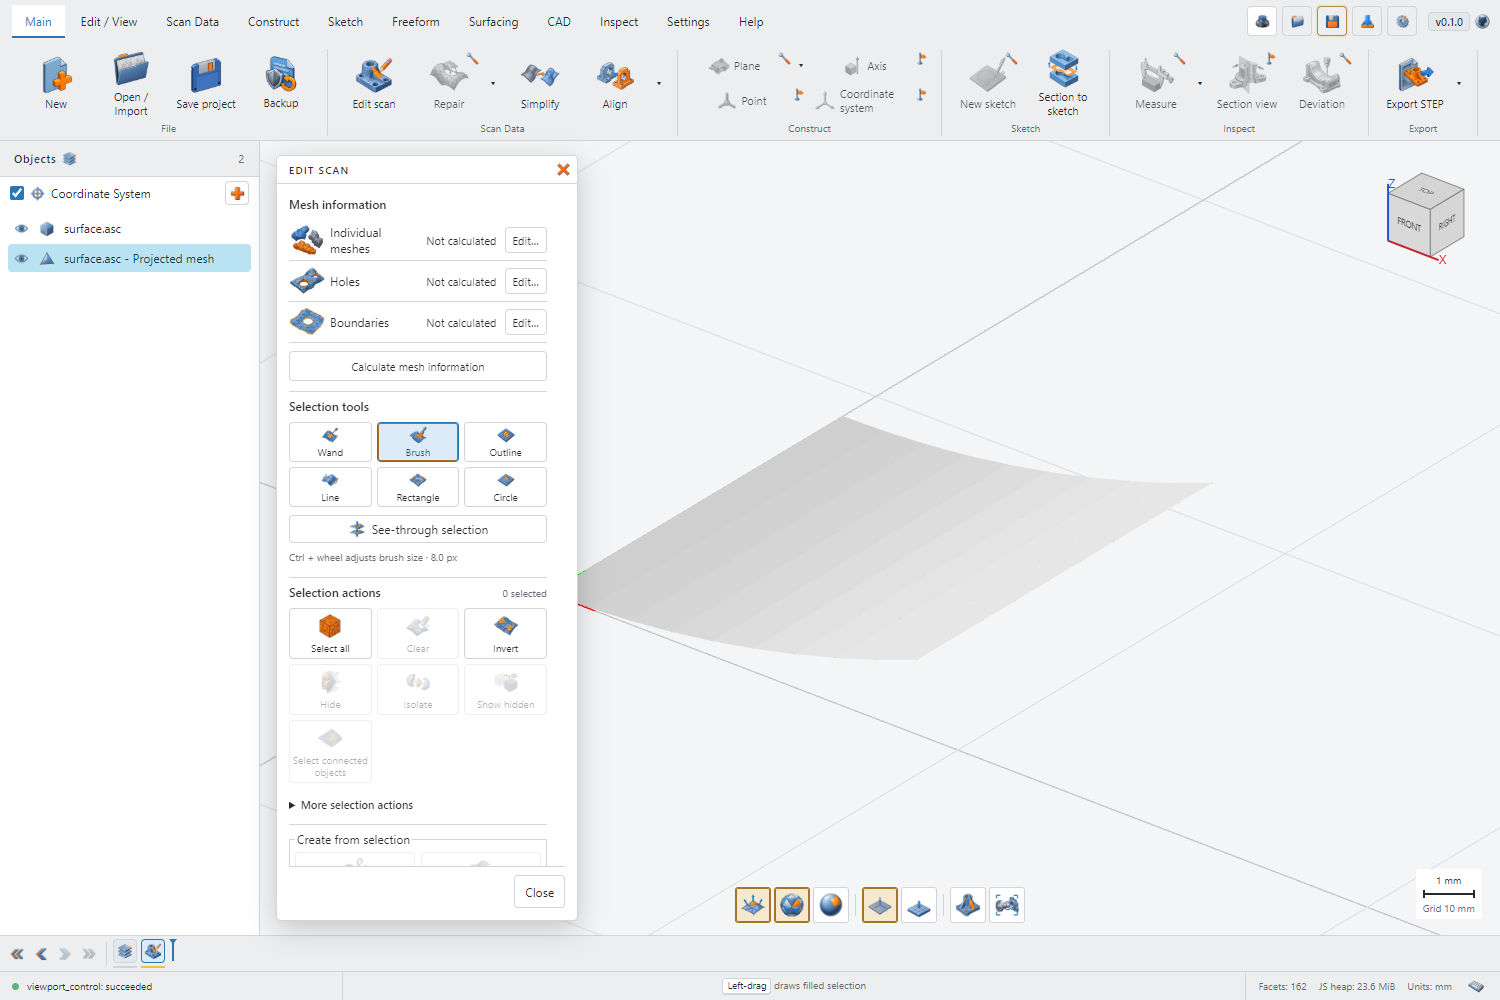 Main
Edit / View
Scan Data
Construct
Sketch
Freeform
Surfacing
CAD
Inspect
Settings
Help
v0.1.0
New
Open / Import
Save project
Backup
File
Edit scan
Repair
Simplify
Align
Scan Data
Plane
Axis
Point
Coordinate system
Construct
New sketch
Section to sketch
Sketch
Measure
Section view
Deviation
Inspect
Export STEP
Export
Objects
2
Coordinate System
surface.asc
surface.asc - Projected mesh
EDIT SCAN
Mesh information
Individual meshes
Not calculated
Edit...
Holes
Not calculated
Edit...
Boundaries
Not calculated
Edit...
Calculate mesh information
Selection tools
Wand
Brush
Outline
Line
Rectangle
Circle
See-through selection
Ctrl + wheel adjusts brush size · 8.0 px
Selection actions
0 selected
Select all
Clear
Invert
Hide
Isolate
Show hidden
Select connected objects
More selection actions
Create from selection
Close
Z
TOP
FRONT
RIGHT
X
1 mm
Grid 10 mm
viewport_control: succeeded
Left-drag draws filled selection
Facets: 162
JS heap: 23.6 MiB
Units: mm